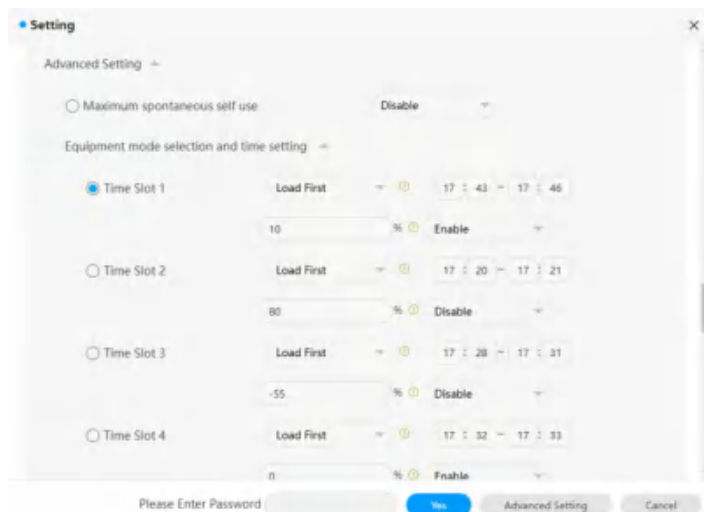 Setting
Advanced Setting
Maximum spontaneous self use Disable
Equipment mode selection and time setting
Time Slot 1 Load First 17 : 43 ~ 17 : 46
10 % Enable
Time Slot 2 Load First 17 : 20 ~ 17 : 21
80 % Disable
Time Slot 3 Load First 17 : 28 ~ 17 : 31
-55 % Disable
Time Slot 4 Load First 17 : 32 ~ 17 : 33
0 % Enable
Please Enter Password Yes Advanced Setting Cancel